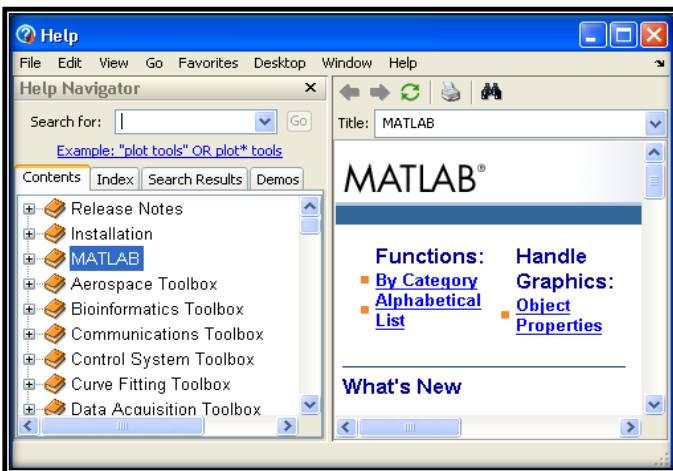 Help
File Edit View Go Favorites Desktop Window Help
Help Navigator
Search for: Go
Example: "plot tools" OR plot* tools
Contents Index Search Results Demos
Release Notes
Installation
MATLAB
Aerospace Toolbox
Bioinformatics Toolbox
Communications Toolbox
Control System Toolbox
Curve Fitting Toolbox
Data Acquisition Toolbox
Title: MATLAB
MATLAB®
Functions:
By Category
Alphabetical
List
Handle
Graphics:
Object
Properties
What's New